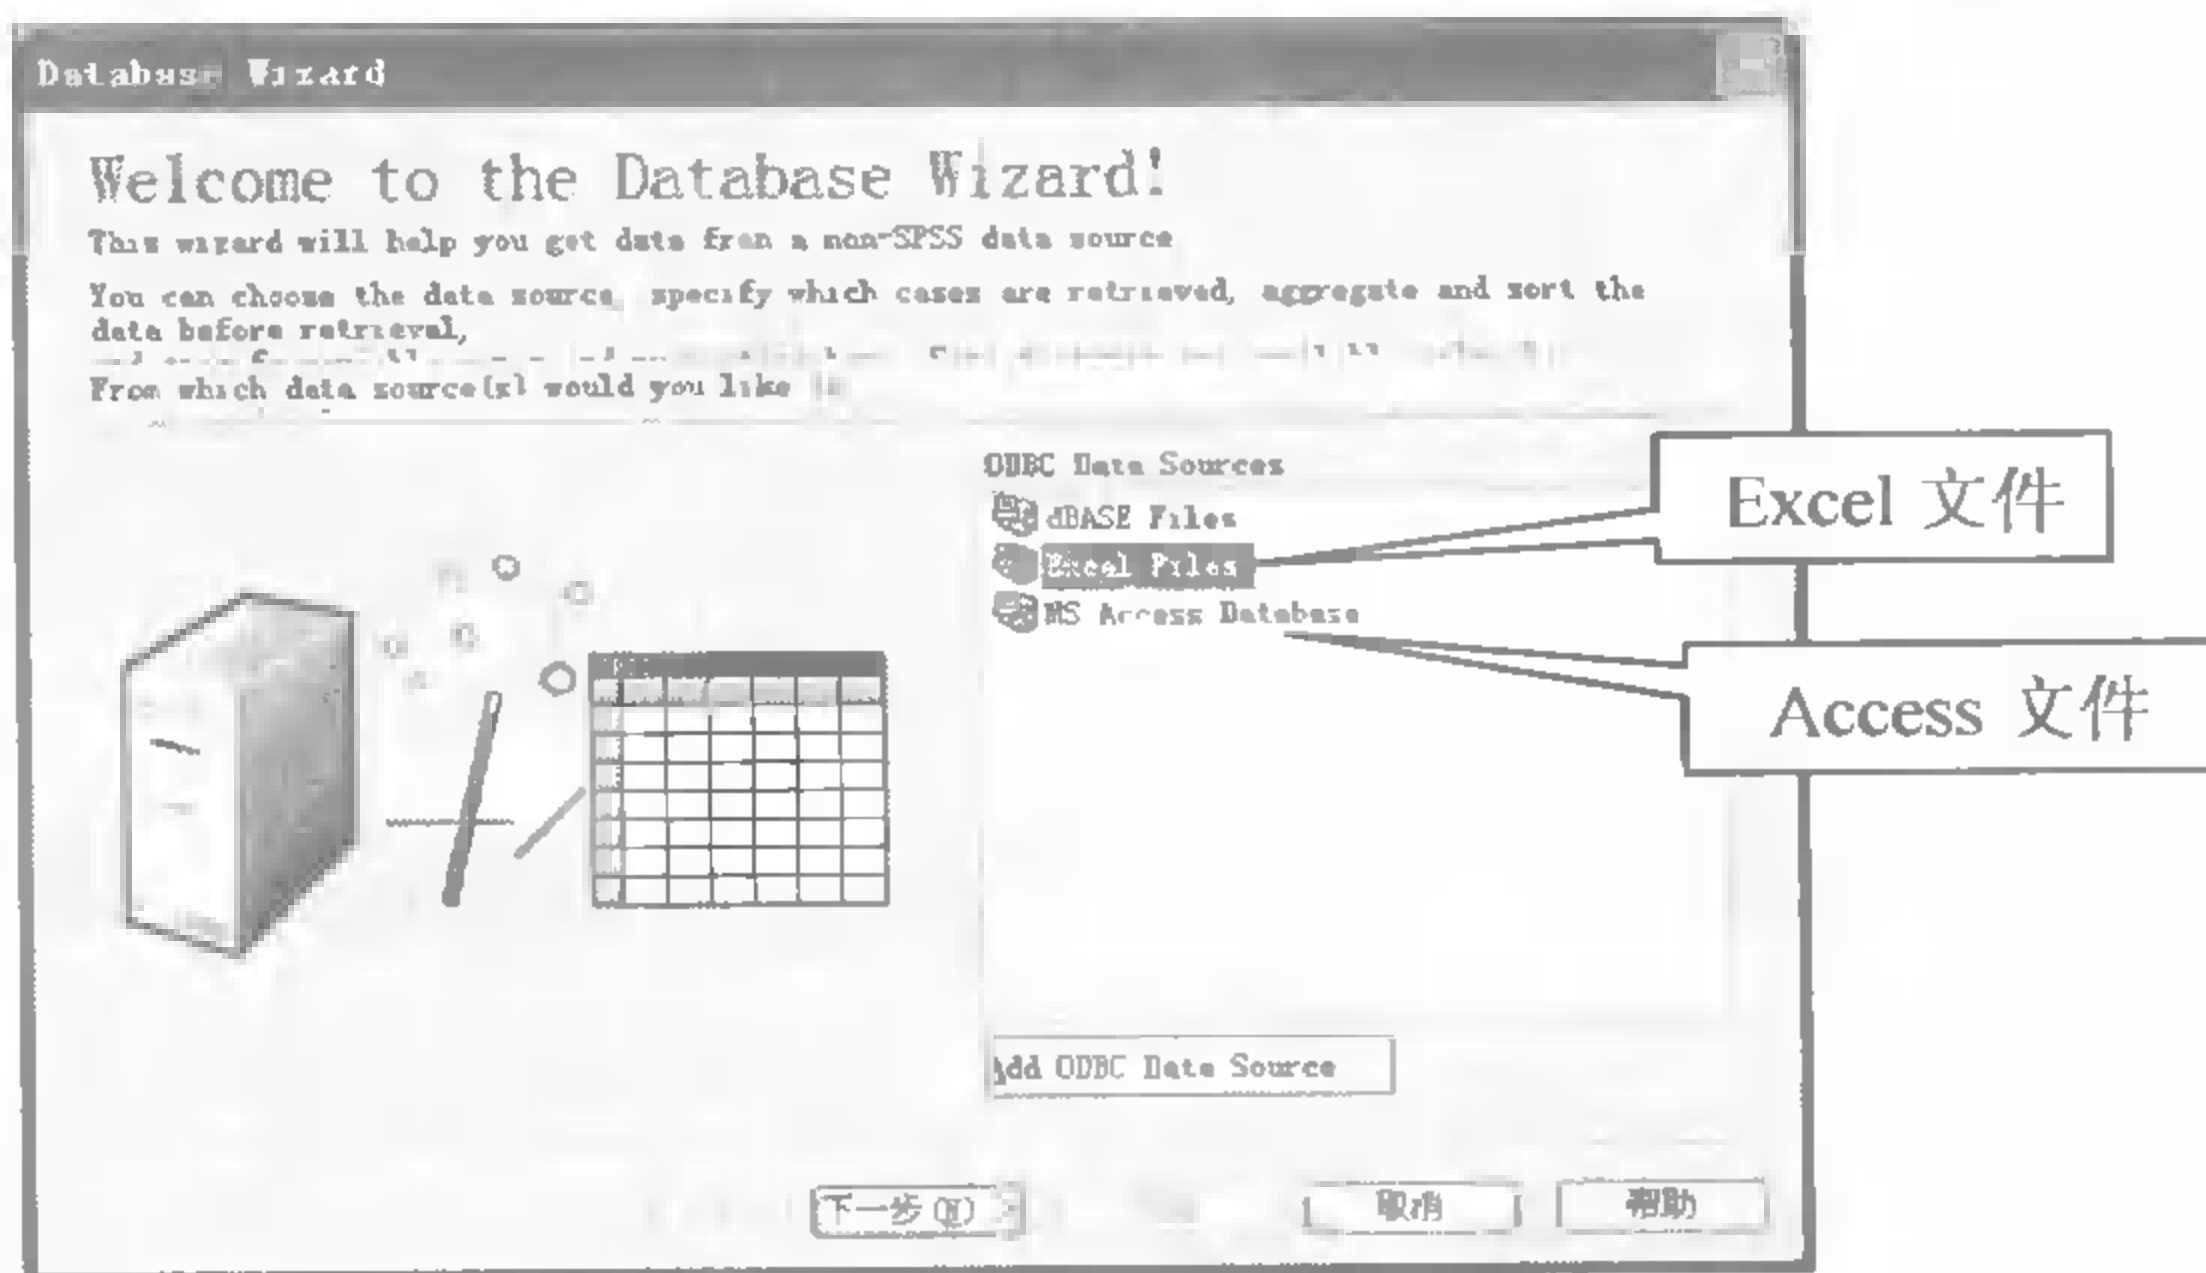 Database Wizard
Welcome to the Database Wizard!
This wizard will help you get data from a non-SPSS data source
You can choose the data source, specify which cases are retrieved, aggregate and sort the
data before retrieval,
From which data source(s) would you like
ODBC Data Sources
dBASE Files
Excel Files
MS Access Database
Excel 文件
Access 文件
Add ODBC Data Source
下一步(N)
取消
帮助